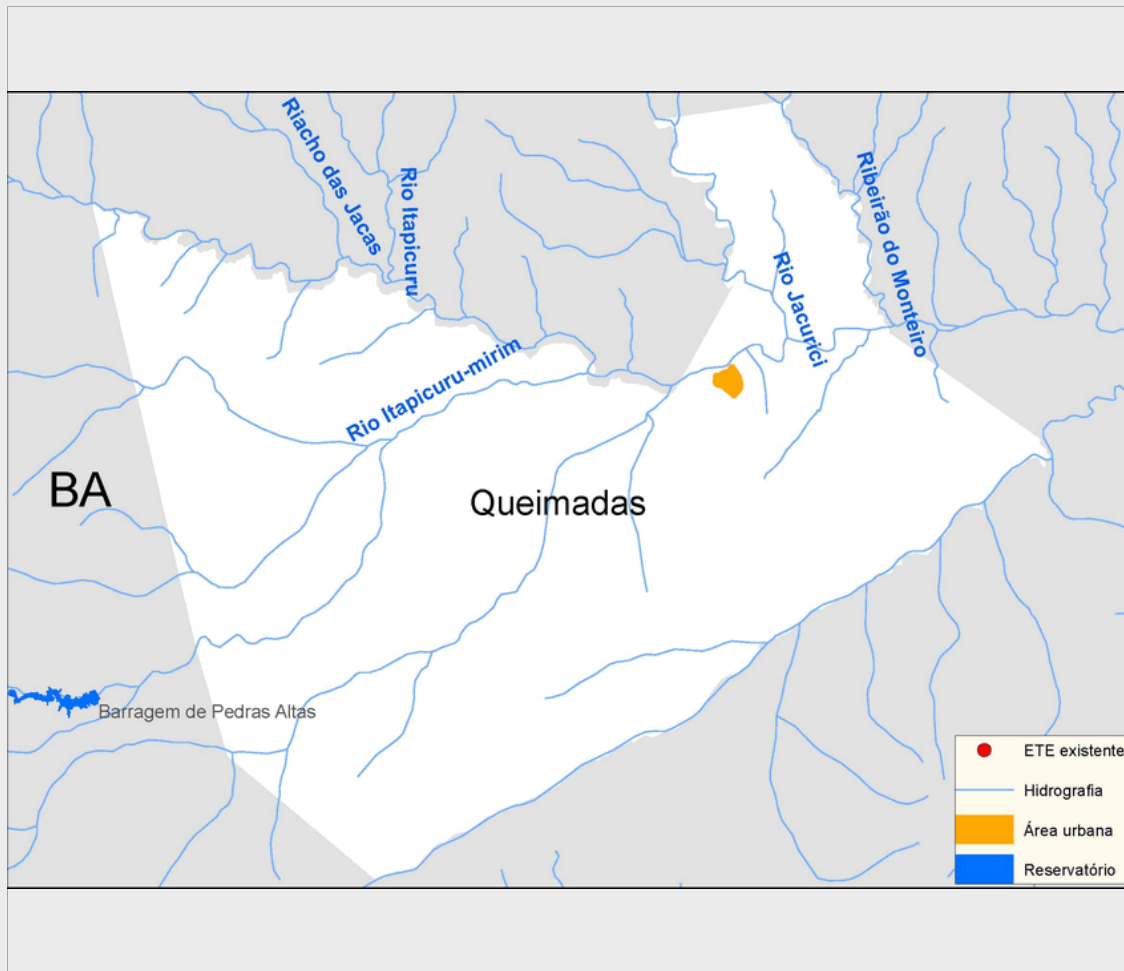 Riacho das Jacas
Rio Itapicuru
Ribeirão do Monteiro
Rio Jacurici
Rio Itapicuru-mirim
BA
Queimadas
Barragem de Pedras Altas
ETE existente
Hidrografia
Área urbana
Reservatório